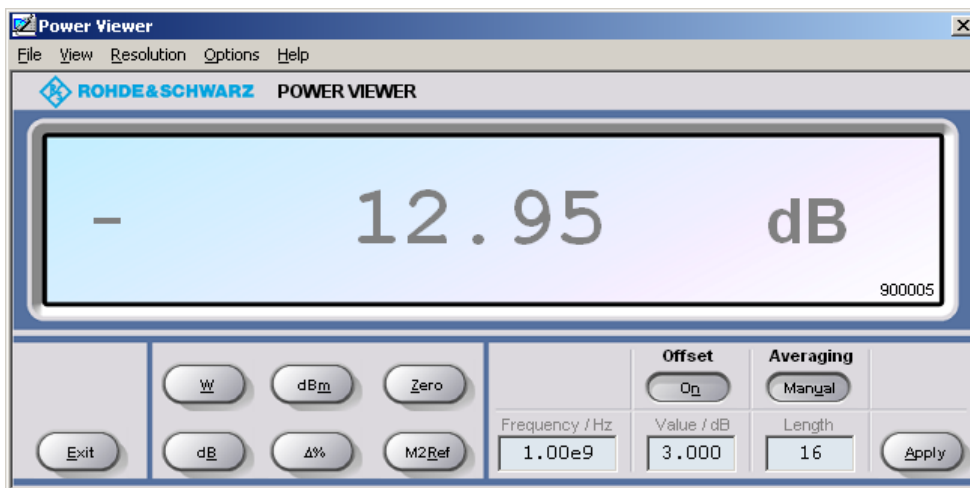 Power Viewer
File View Resolution Options Help
ROHDE&SCHWARZ POWER VIEWER
- 12.95 dB
900005
Offset Averaging
W dBm Zero On Manual
Frequency / Hz Value / dB Length
Exit dB Δ% M2Ref 1.00e9 3.000 16 Apply